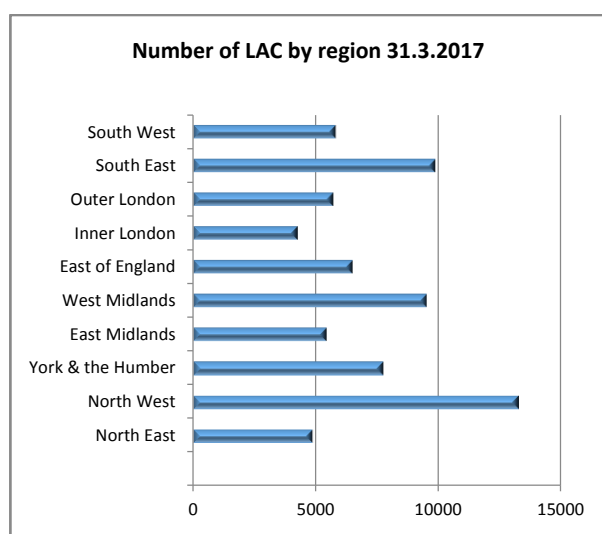 Number of LAC by region 31.3.2017
South West
South East
Outer London
Inner London
East of England
West Midlands
East Midlands
York & the Humber
North West
North East
0 5000 10000 15000